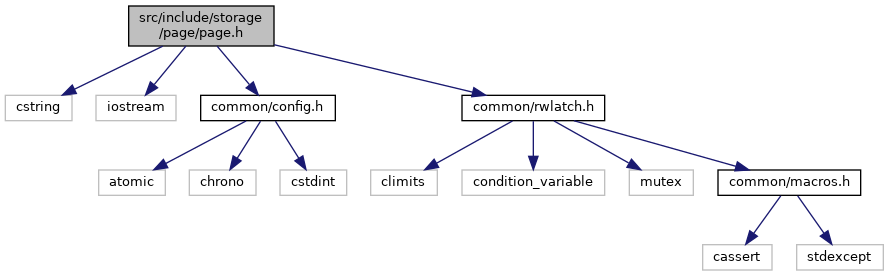 src/include/storage
/page/page.h
cstring
iostream
common/config.h
common/rwlatch.h
atomic
chrono
cstdint
climits
condition_variable
mutex
common/macros.h
cassert
stdexcept